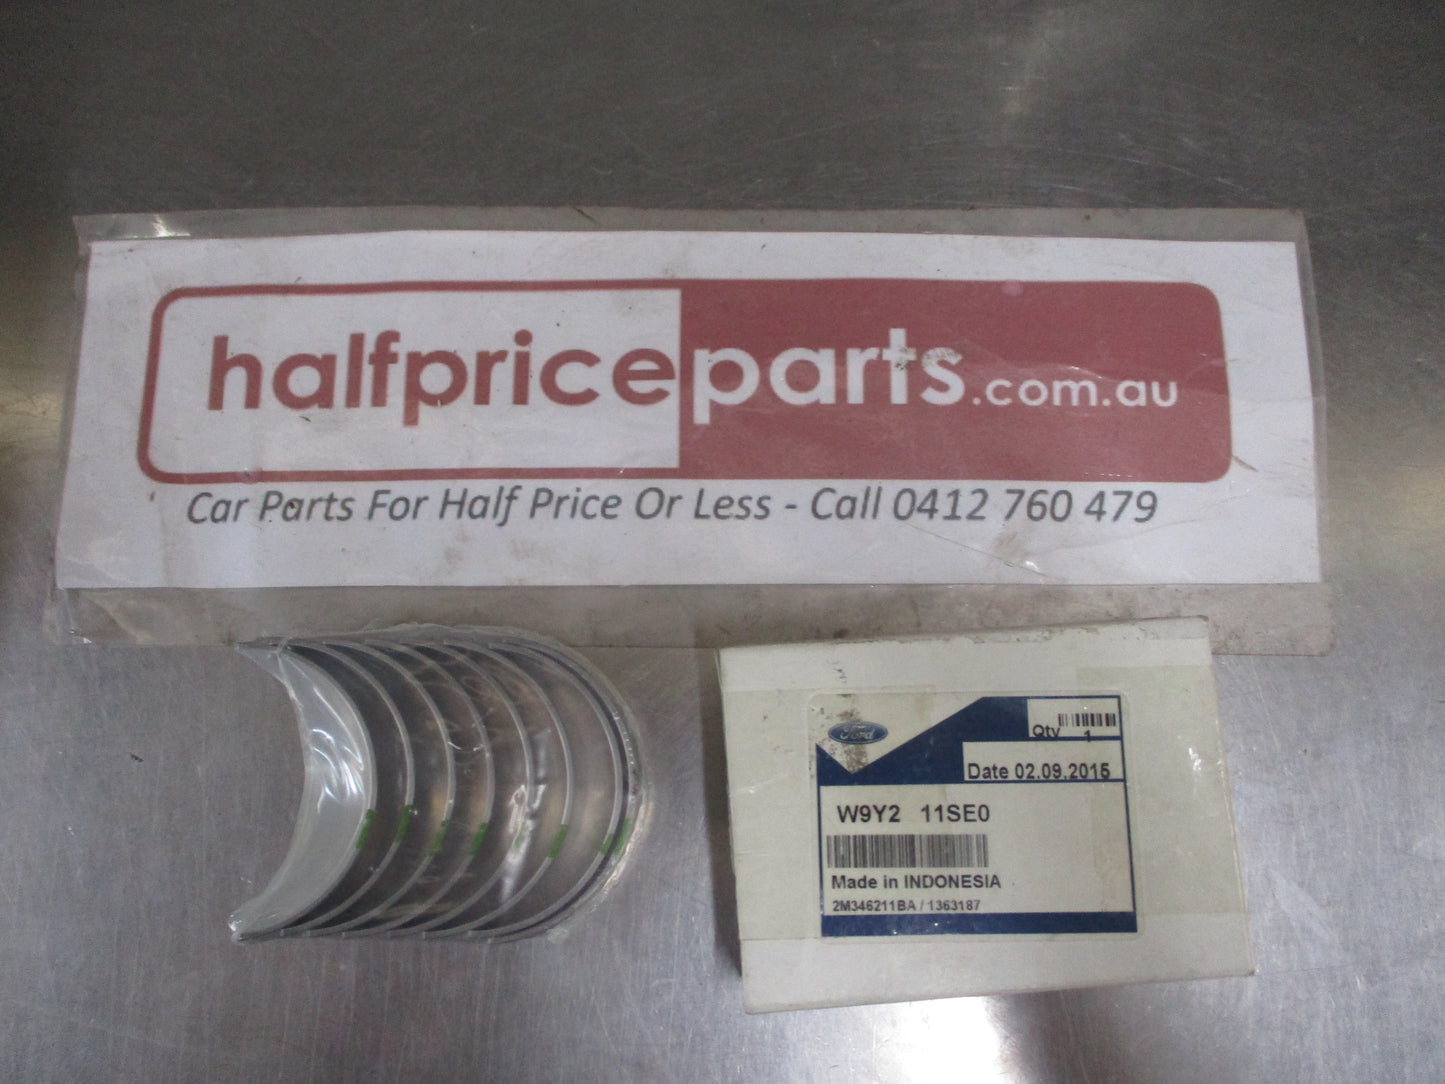 halfpriceparts.com.au
Car Parts For Half Price Or Less - Call 0412 760 479
Ford
Qty 1
Date 02.09.2015
W9Y2 11SE0
Made in INDONESIA
2M346211BA / 1363187